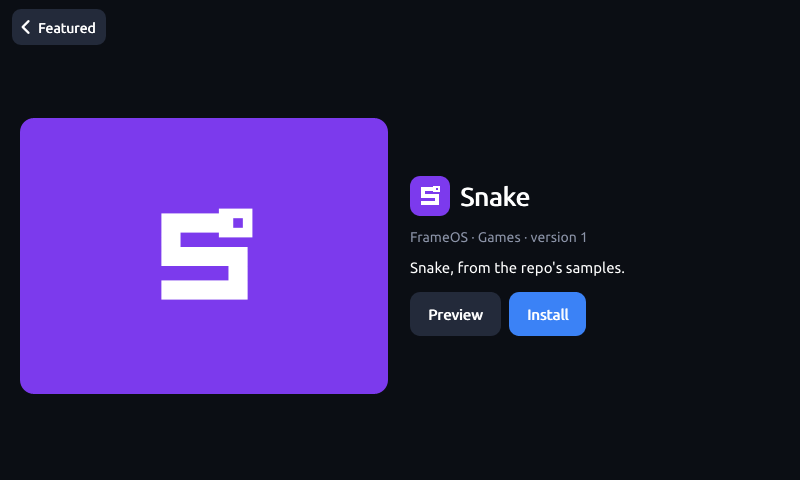 Featured
Snake
FrameOS · Games · version 1
Snake, from the repo's samples.
Preview
Install